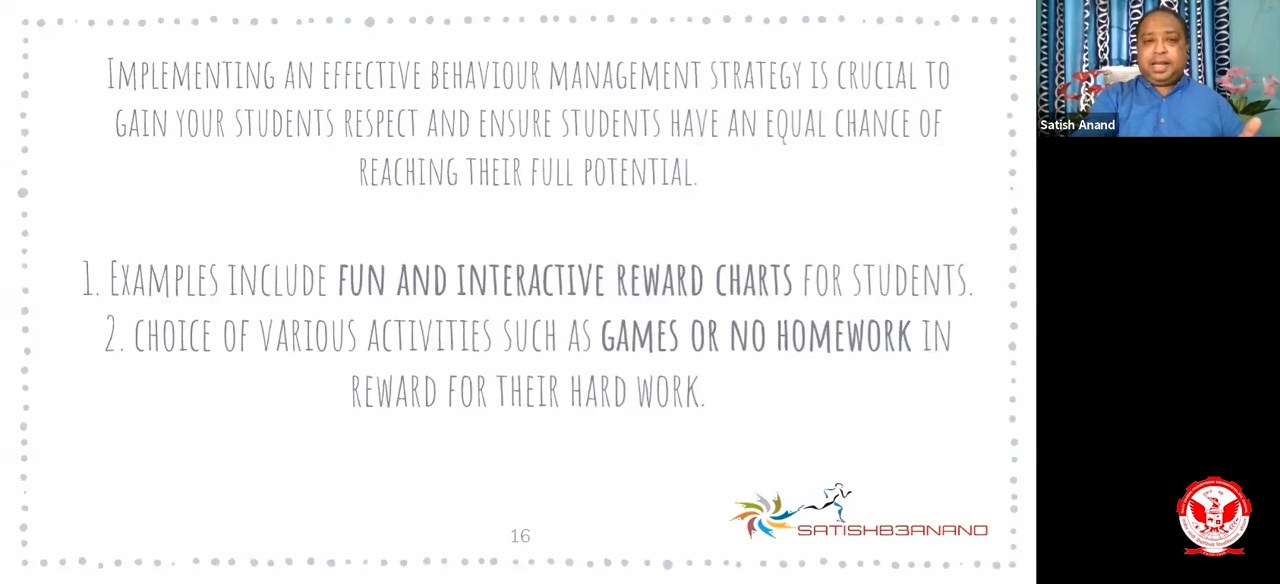 Implementing an effective behaviour management strategy is crucial to
gain your students respect and ensure students have an equal chance of
reaching their full potential.
1. Examples include fun and interactive reward charts for students.
2. choice of various activities such as games or no homework in
reward for their hard work.
16
SATISHB3ANAND
Satish Anand